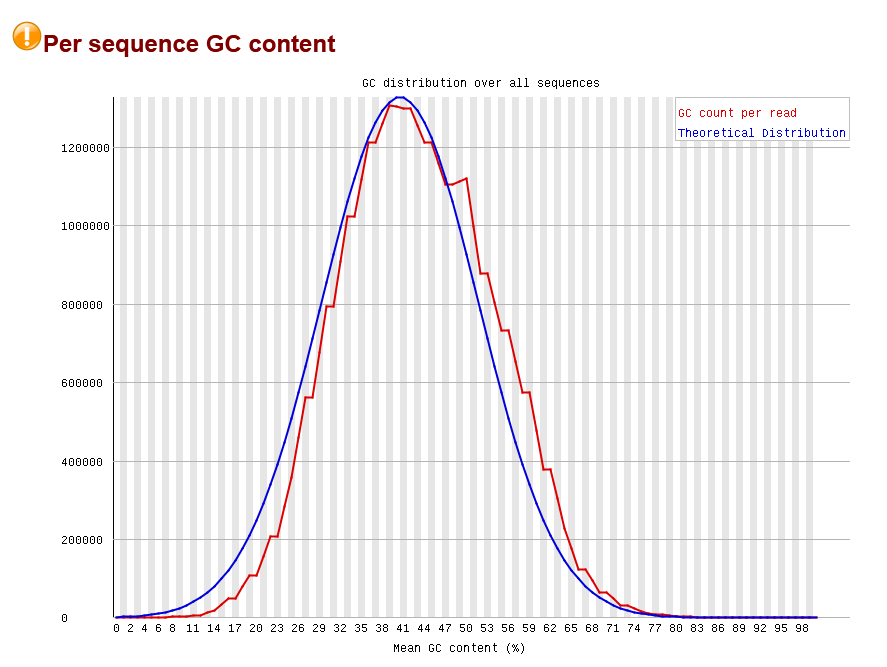 Per sequence GC content
GC distribution over all sequences
GC count per read
Theoretical Distribution
1200000
1000000
800000
600000
400000
200000
0
0 2 4 6 8 11 14 17 20 23 26 29 32 35 38 41 44 47 50 53 56 59 62 65 68 71 74 77 80 83 86 89 92 95 98
Mean GC content (%)